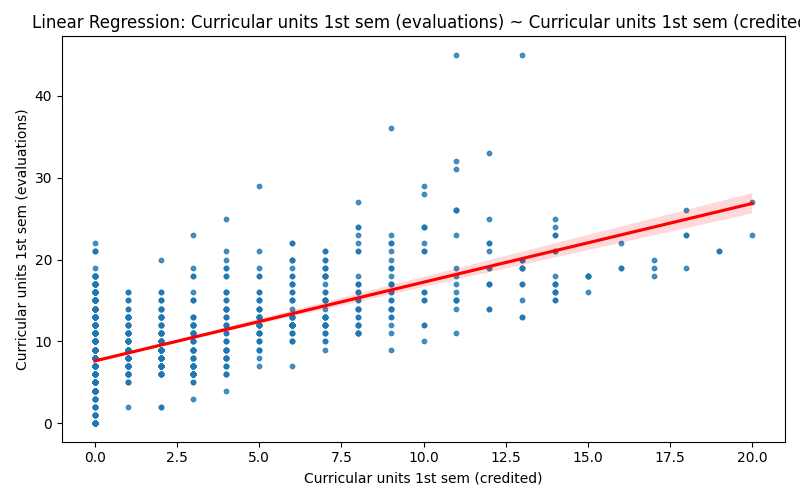 Linear Regression: Curricular units 1st sem (evaluations) ~ Curricular units 1st sem (credited
40
30
20
10
0
Curricular units 1st sem (evaluations)
0.0 2.5 5.0 7.5 10.0 12.5 15.0 17.5 20.0
Curricular units 1st sem (credited)